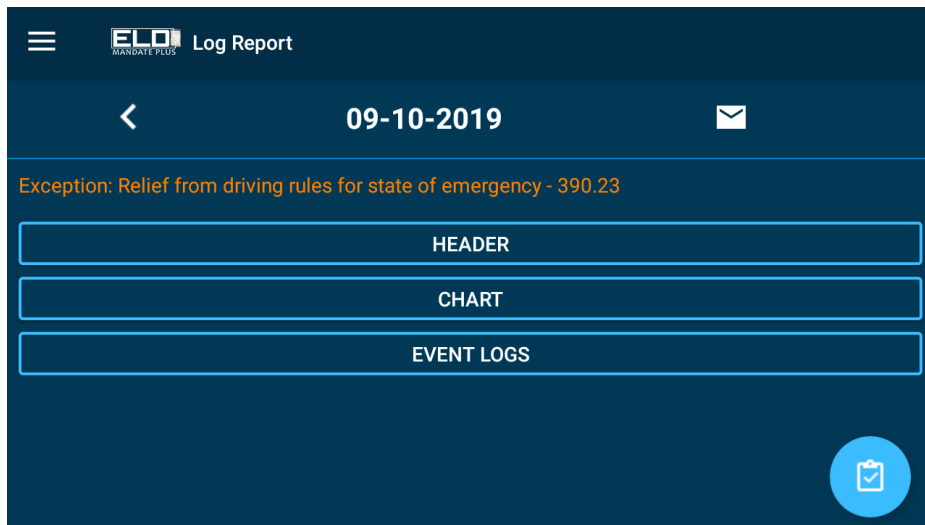 ELD
MANDATE PLUS
Log Report
09-10-2019
Exception: Relief from driving rules for state of emergency - 390.23
HEADER
CHART
EVENT LOGS